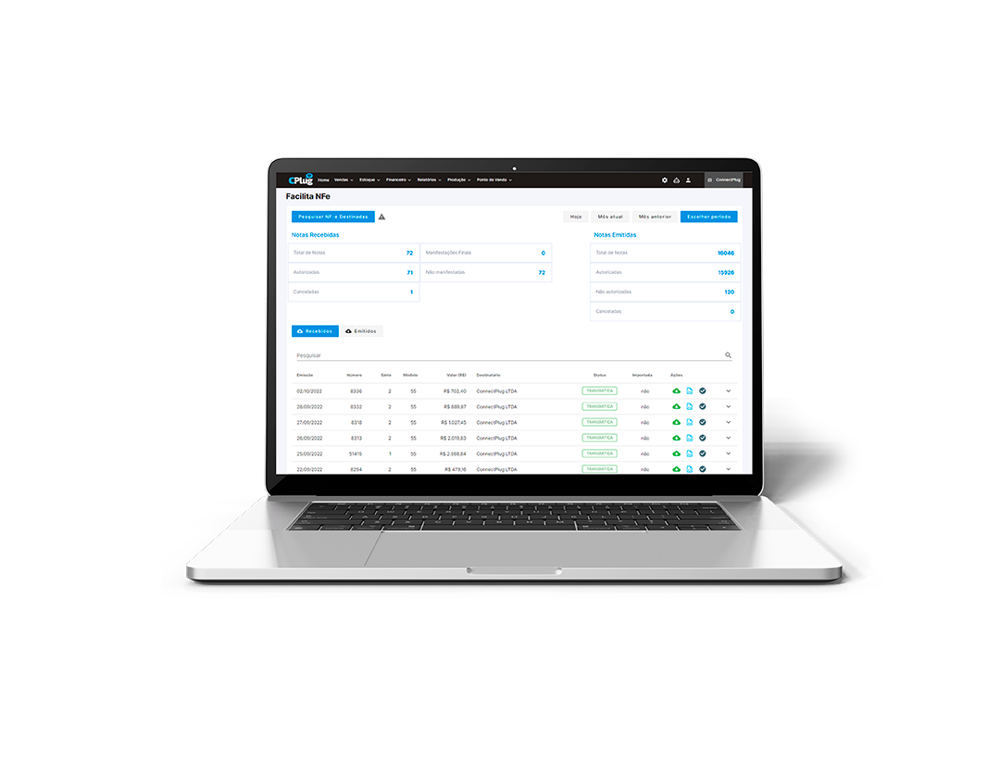 CPlug Home Vendas Estoque Financeiro Relatórios Produção Ponto de Venda ConnectPlug
Facilita NFe
Pesquisar NF-e Destinadas Hoje Mês atual Mês anterior Escolher período
Notas Recebidas Notas Emitidas
Total de Notas 72 Manifestações Finais 0 Total de Notas 16046
Autorizadas 71 Não manifestadas 72 Autorizadas 15926
Canceladas 1 Não autorizadas 120
Canceladas 0
Recebidos Emitidos
Pesquisar
Emissão Número Série Modelo Valor (R$) Destinatário Status Importada Ações
02/10/2022 8336 2 55 R$ 702,40 ConnectPlug LTDA TRANSMITIDA não
28/09/2022 8332 2 55 R$ 889,87 ConnectPlug LTDA TRANSMITIDA não
27/09/2022 8318 2 55 R$ 1.027,45 ConnectPlug LTDA TRANSMITIDA não
26/09/2022 8313 2 55 R$ 2.019,83 ConnectPlug LTDA TRANSMITIDA não
25/09/2022 51415 1 55 R$ 2.668,84 ConnectPlug LTDA TRANSMITIDA não
22/09/2022 8294 2 55 R$ 479,16 ConnectPlug LTDA TRANSMITIDA não